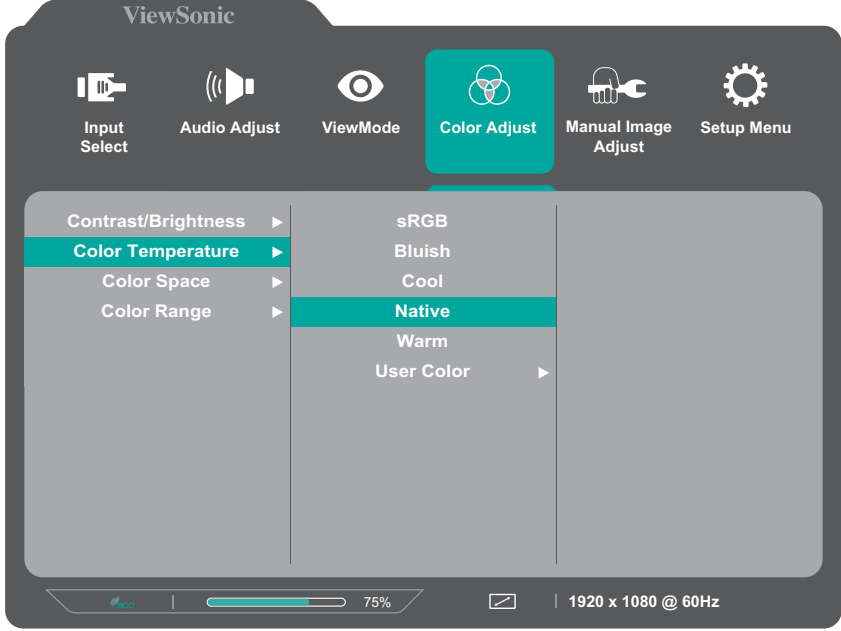 ViewSonic
Input Select
Audio Adjust
ViewMode
Color Adjust
Manual Image Adjust
Setup Menu
Contrast/Brightness
Color Temperature
Color Space
Color Range
sRGB
Bluish
Cool
Native
Warm
User Color
eco
75%
1920 x 1080 @ 60Hz